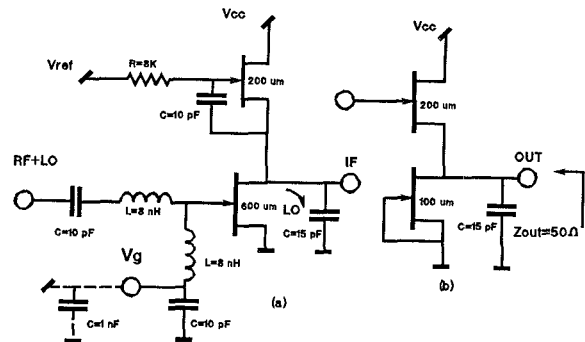 Vcc
R=8K
Vref
200 um
C=10 pF
RF+LO
IF
LO
600 um
L=8 nH
C=10 pF
C=15 pF
Vg
L=8 nH
C=1 nF
C=10 pF
(a)
Vcc
200 um
OUT
100 um
C=15 pF
Zout=50Ω
(b)